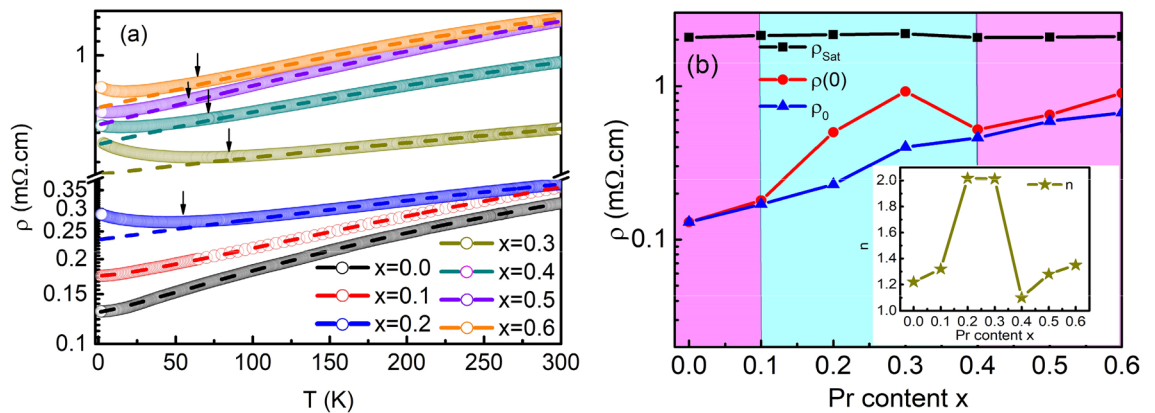 (a)
1
0.35
0.3
0.25
0.2
0.15
0.1
ρ (mΩ.cm)
x=0.0
x=0.1
x=0.2
x=0.3
x=0.4
x=0.5
x=0.6
0 50 100 150 200 250 300
T (K)
(b)
ρSat
ρ(0)
ρ0
1
0.1
ρ (mΩ.cm)
n
2.0
1.8
1.6
1.4
1.2
1.0
n
0.0 0.1 0.2 0.3 0.4 0.5 0.6
Pr content x
0.0 0.1 0.2 0.3 0.4 0.5 0.6
Pr content x